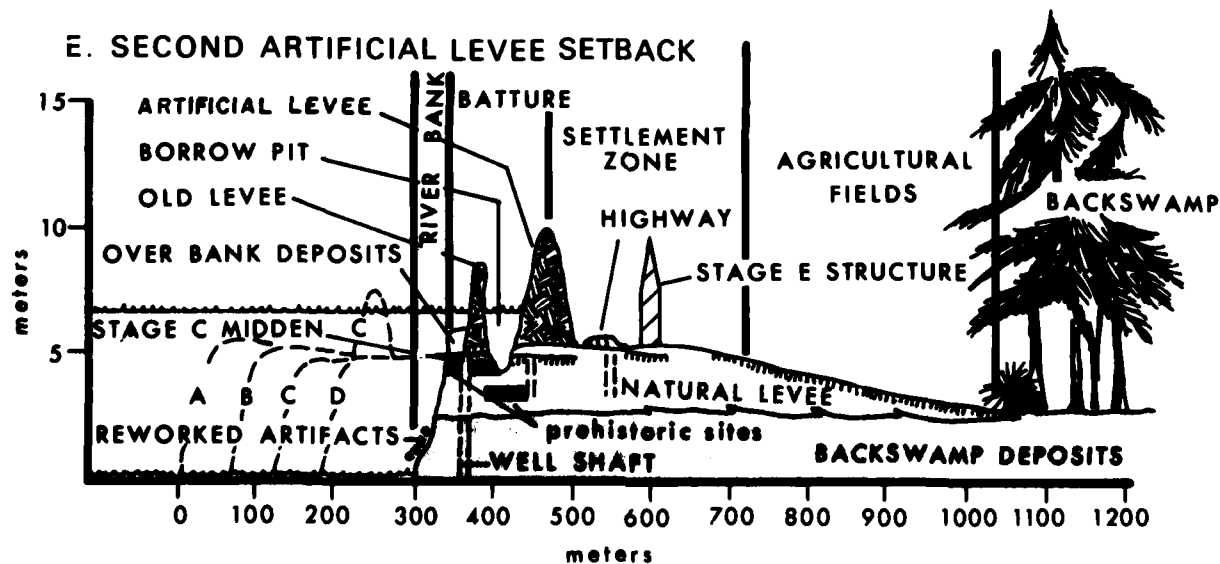 E. SECOND ARTIFICIAL LEVEE SETBACK
15
ARTIFICIAL LEVEE
RIVER BANK
BATTURE
BORROW PIT
SETTLEMENT
ZONE
AGRICULTURAL
FIELDS
OLD LEVEE
BACKSWAMP
10
HIGHWAY
OVER BANK DEPOSITS
STAGE E STRUCTURE
meters
STAGE C MIDDEN
C
5
A
B
C
D
NATURAL LEVEE
REWORKED ARTIFACTS
prehistoric sites
WELL SHAFT
BACKSWAMP DEPOSITS
0 100 200 300 400 500 600 700 800 900 1000 1100 1200
meters